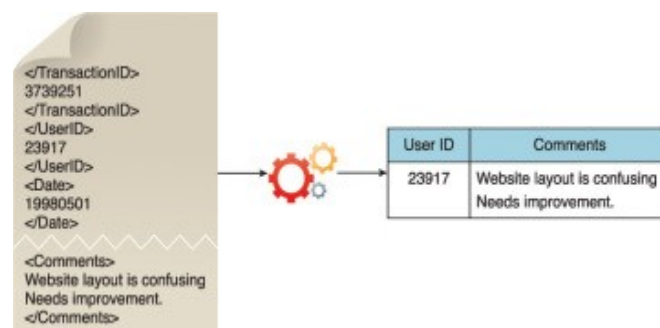 </TransactionID>
3739251
</TransactionID>
</UserID>
23917
</UserID>
<Date>
19980501
</Date>
<Comments>
Website layout is confusing
Needs improvement.
</Comments>
User ID Comments
23917 Website layout is confusing
Needs improvement.